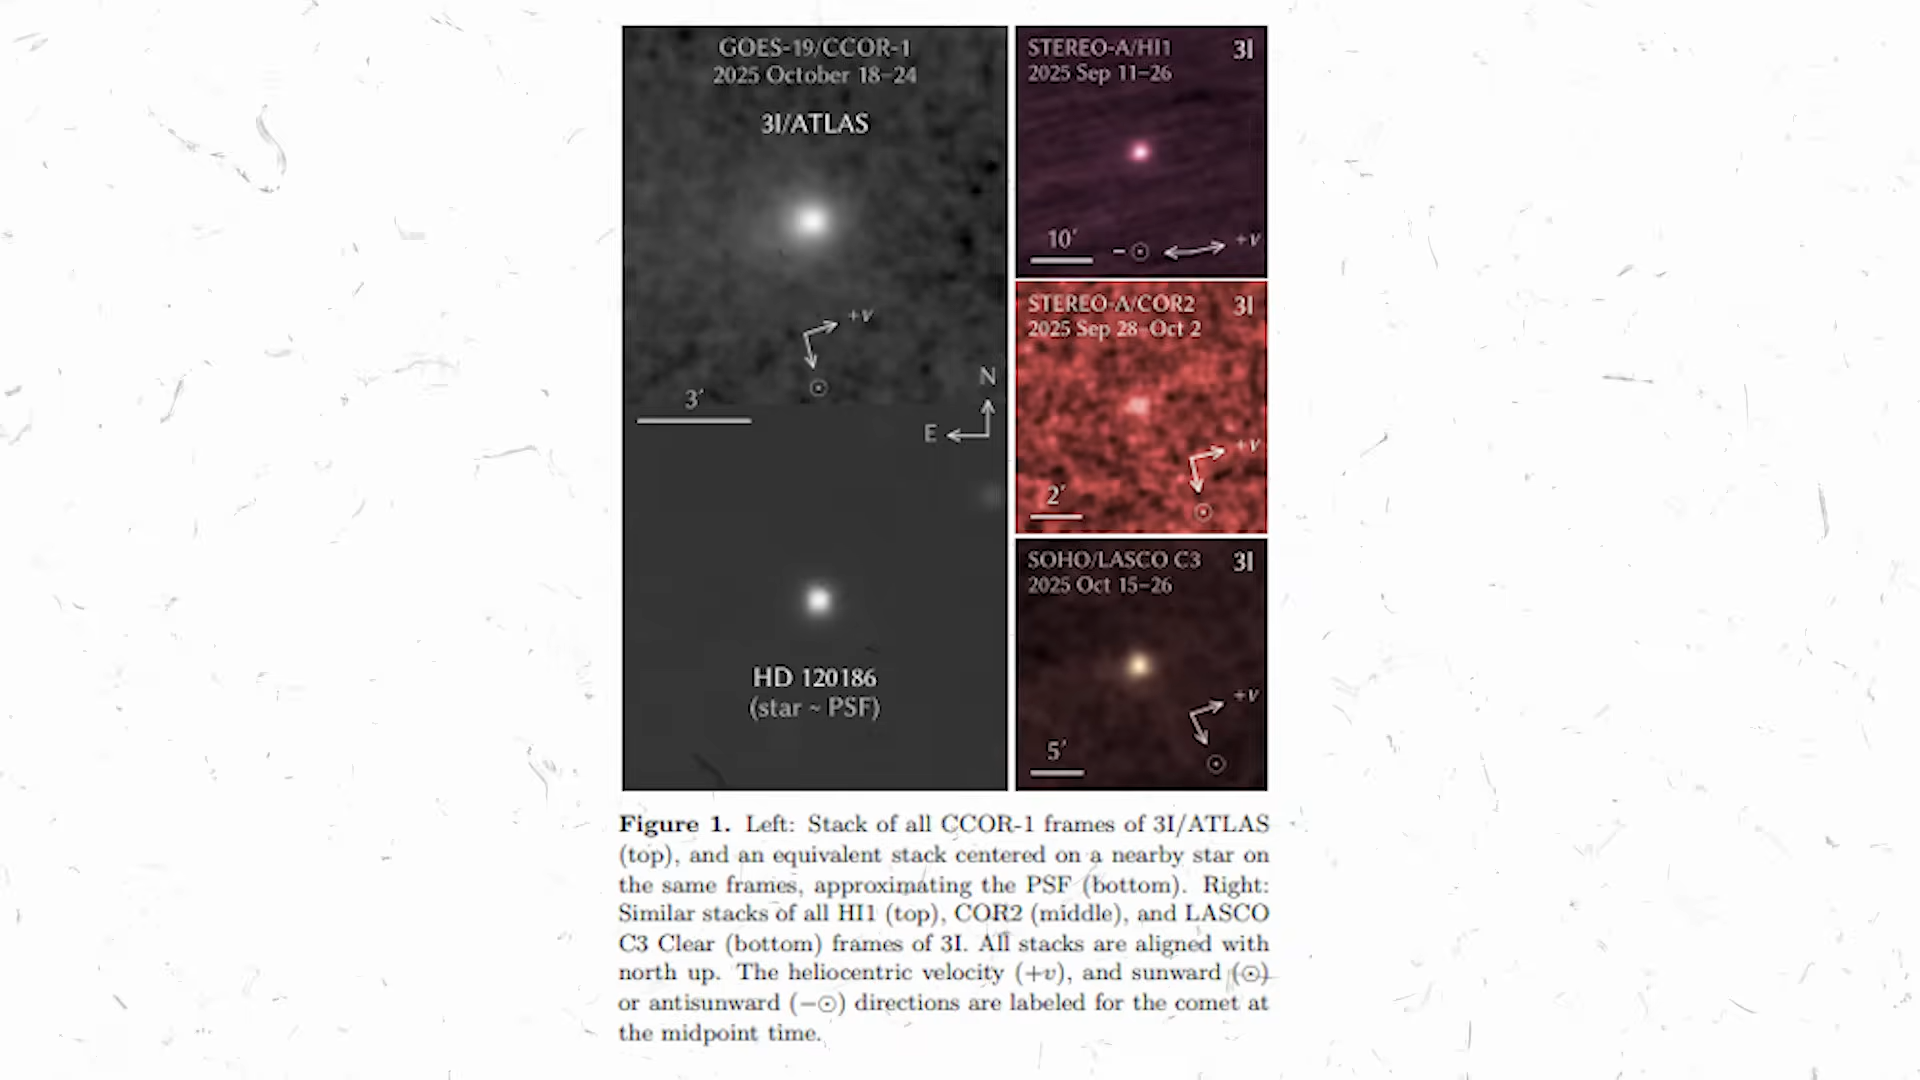 GOES-19/CCOR-1
2025 October 18–24
3I/ATLAS
+v
⊙
3′
N
E
HD 120186
(star ~ PSF)
STEREO-A/HI1
3I
2025 Sep 11–26
10′
−⊙
+v
STEREO-A/COR2
3I
2025 Sep 28–Oct 2
2′
+v
⊙
SOHO/LASCO C3
3I
2025 Oct 15–26
5′
+v
⊙
Figure 1. Left: Stack of all CCOR-1 frames of 3I/ATLAS
(top), and an equivalent stack centered on a nearby star on
the same frames, approximating the PSF (bottom). Right:
Similar stacks of all HI1 (top), COR2 (middle), and LASCO
C3 Clear (bottom) frames of 3I. All stacks are aligned with
north up. The heliocentric velocity (+v), and sunward (⊙)
or antisunward (−⊙) directions are labeled for the comet at
the midpoint time.